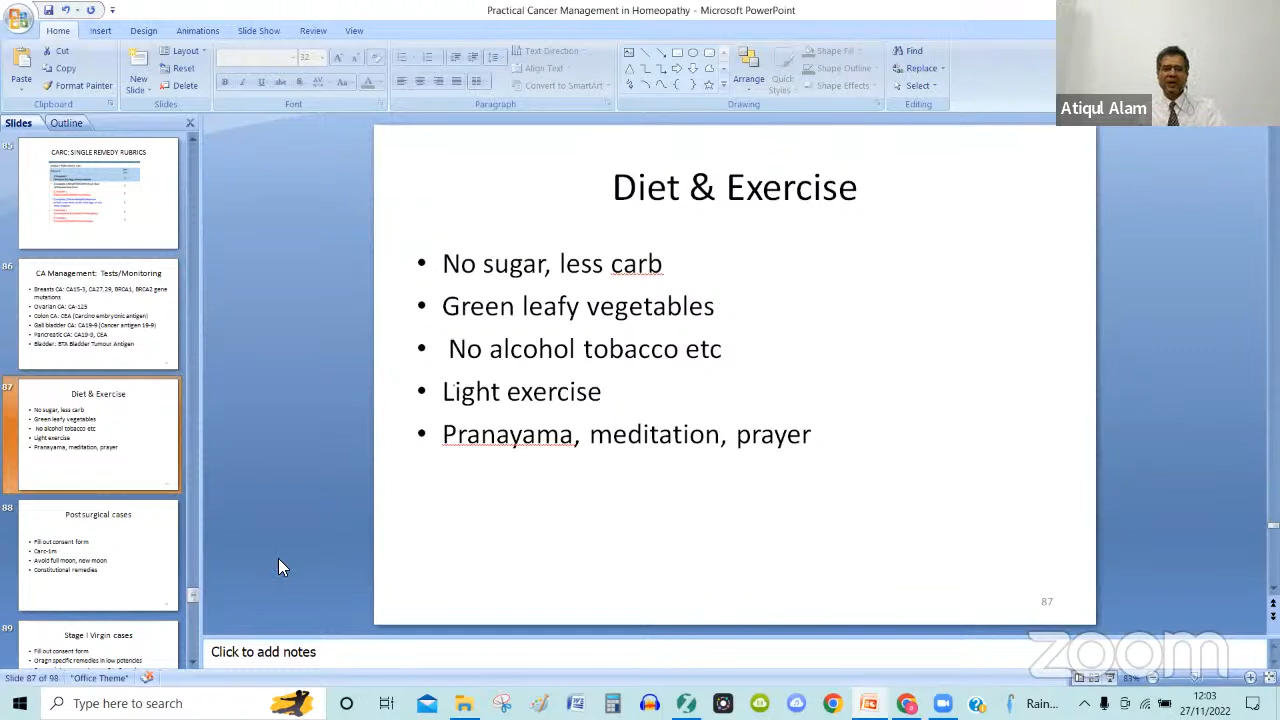 Practical Cancer Management in Homeopathy - Microsoft PowerPoint
Home Insert Design Animations Slide Show Review View
Paste
Cut
Copy
Format Painter
Clipboard
New Slide
Layout
Reset
Delete
Slides
32
Font
Paragraph
Text Direction
Align Text
Convert to SmartArt
Arrange
Quick Styles
Shape Fill
Shape Outline
Shape Effects
Drawing
Find
Replace
Select
Editing
Atiqul Alam
Slides Outline
85
CARC: SINGLE REMEDY RUBRICS
86
CA Management: Tests/Monitoring
• Breasts CA: CA15-3, CA27,29, BRCA1, BRCA2 gene
mutations
• Ovarian CA: CA-125
• Colon CA: CEA (Carcino embryonic antigen)
• Gall bladder CA: CA19-9 (Cancer antigen 19-9)
• Pancreatic CA: CA19-9, CEA
• Bladder: BTA Bladder Tumour Antigen
87
Diet & Exercise
• No sugar, less carb
• Green leafy vegetables
• No alcohol tobacco etc
• Light exercise
• Pranayama, meditation, prayer
88
Post surgical cases
• Fill out consent form
• Carc-1m
• Avoid full moon, new moon
• Constitutional remedies
89
Stage I Virgin cases
• Fill out consent form
• Oragn specific remedies in low potencies
Diet & Exercise
• No sugar, less carb
• Green leafy vegetables
• No alcohol tobacco etc
• Light exercise
• Pranayama, meditation, prayer
87
Click to add notes
zoom
Slide 87 of 98 "Office Theme" 83%
Type here to search
Rain...
12:03
27/11/2022